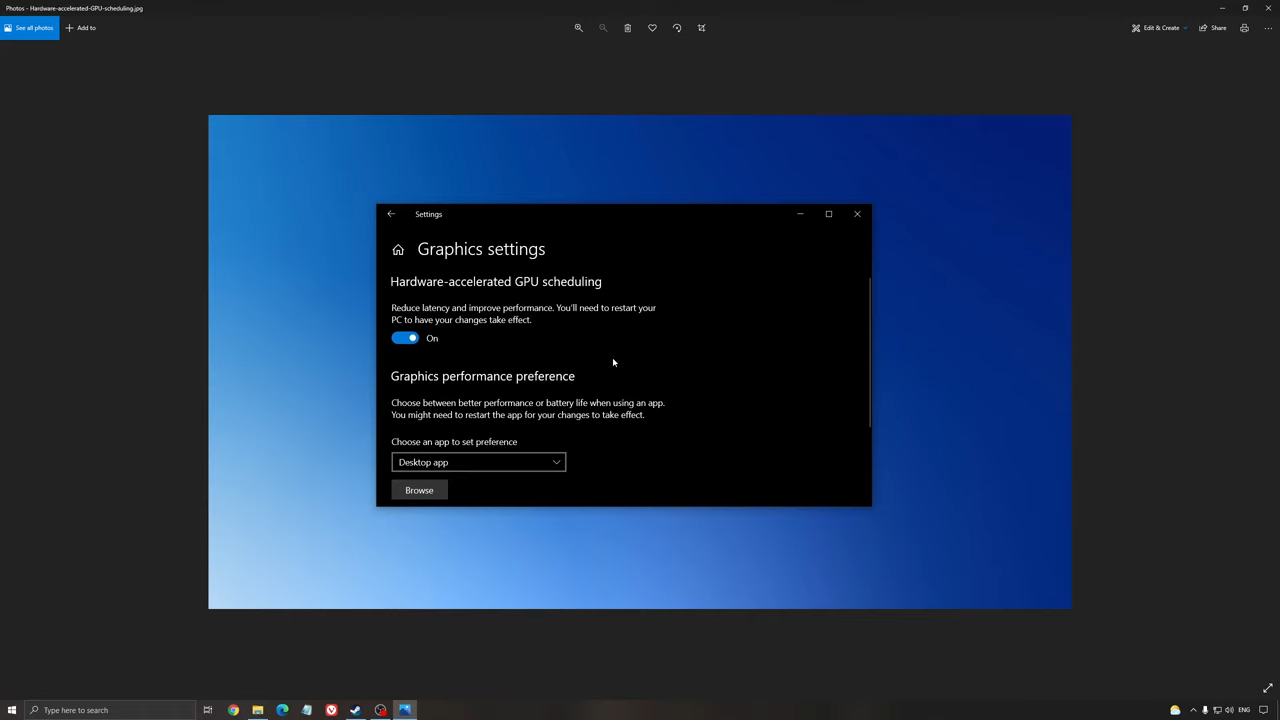 Photos - Hardware-accelerated-GPU-scheduling.jpg
See all photos
Add to
Edit & Create
Share
Settings
Graphics settings
Hardware-accelerated GPU scheduling
Reduce latency and improve performance. You'll need to restart your
PC to have your changes take effect.
On
Graphics performance preference
Choose between better performance or battery life when using an app.
You might need to restart the app for your changes to take effect.
Choose an app to set preference
Desktop app
Browse
Type here to search
ENG